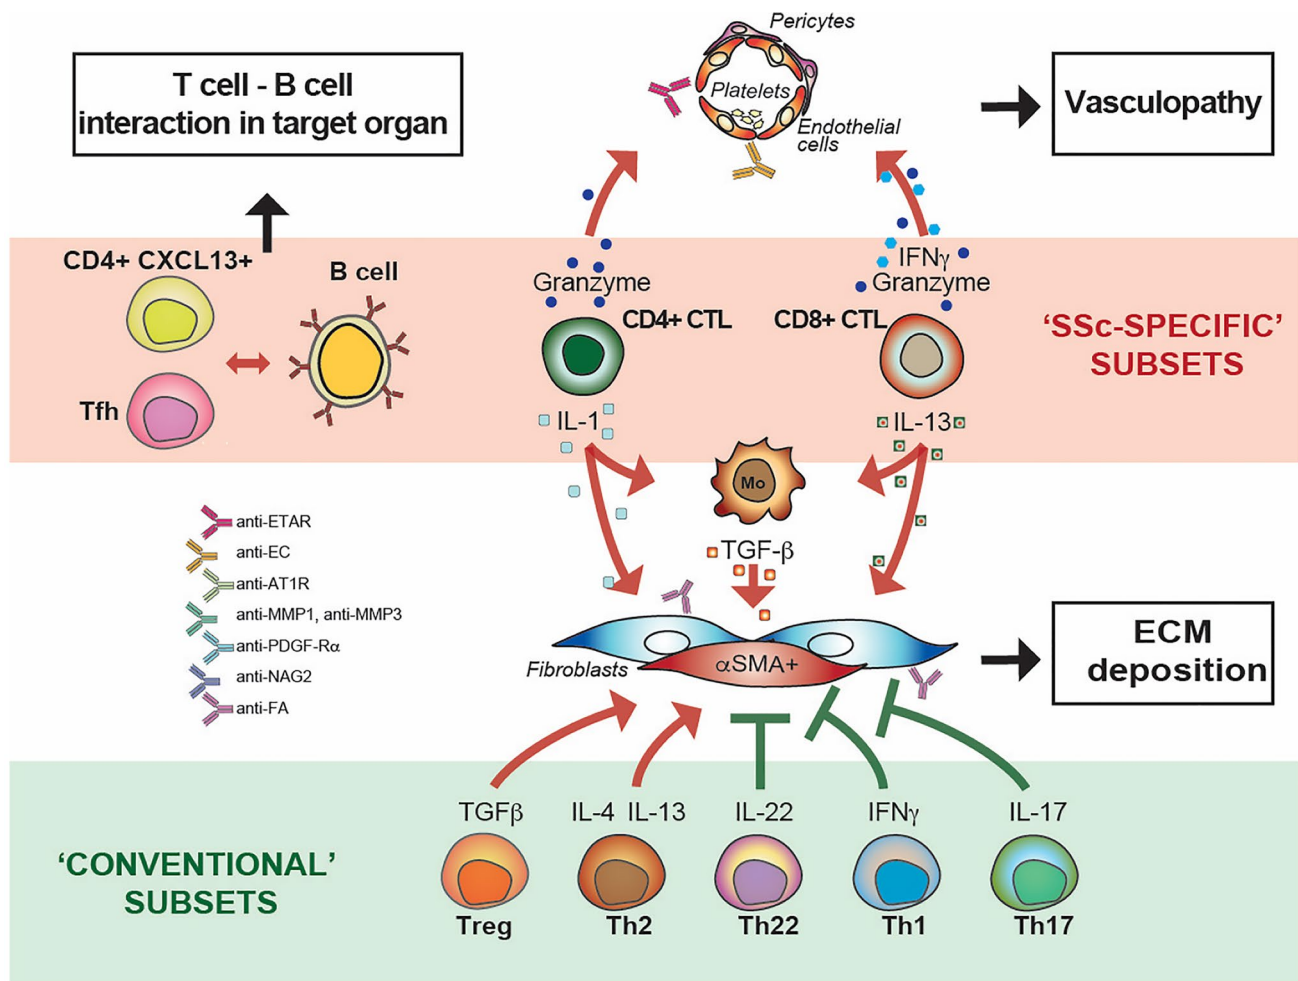 Pericytes
T cell - B cell
interaction in target organ
Platelets
Endothelial
cells
Vasculopathy
CD4+ CXCL13+
B cell
Tfh
Granzyme
CD4+ CTL
IL-1
IFNγ
Granzyme
CD8+ CTL
IL-13
‘SSc-SPECIFIC’
SUBSETS
Mo
TGF-β
anti-ETAR
anti-EC
anti-AT1R
anti-MMP1, anti-MMP3
anti-PDGF-Rα
anti-NAG2
anti-FA
Fibroblasts
αSMA+
ECM
deposition
‘CONVENTIONAL’
SUBSETS
TGFβ
IL-4 IL-13
IL-22
IFNγ
IL-17
Treg
Th2
Th22
Th1
Th17